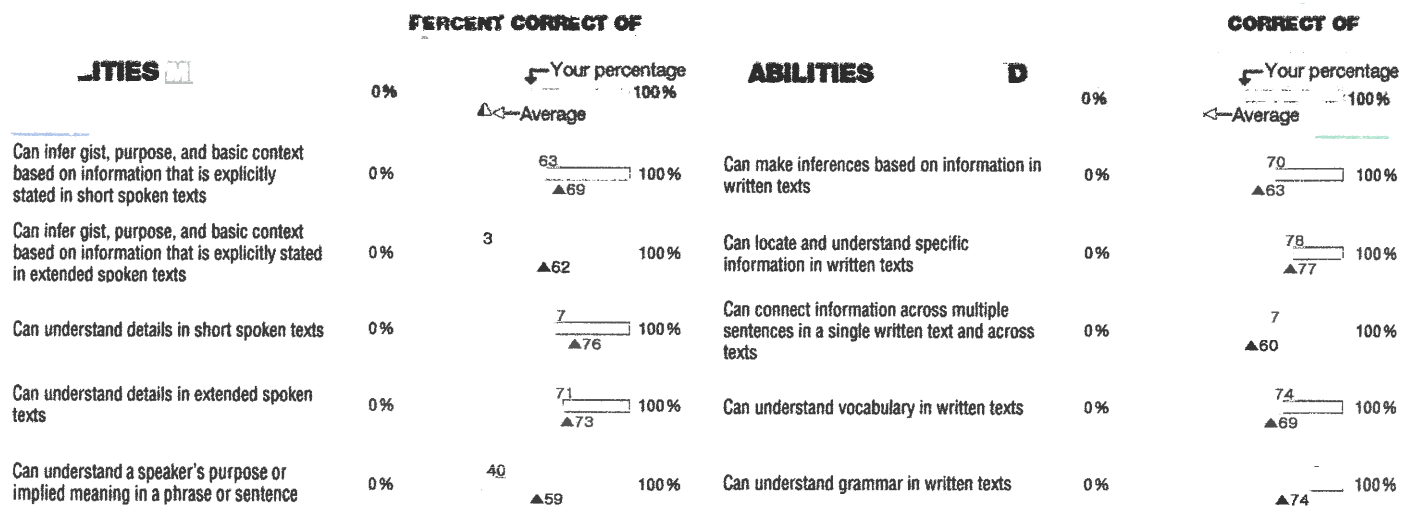 PERCENT CORRECT OF
ITIES
Your percentage
0%
100%
Average
Can infer gist, purpose, and basic context
based on information that is explicitly
stated in short spoken texts
0%
63
100%
69
Can infer gist, purpose, and basic context
based on information that is explicitly stated
in extended spoken texts
0%
3
100%
62
Can understand details in short spoken texts
0%
7
100%
76
Can understand details in extended spoken
texts
0%
71
100%
73
Can understand a speaker's purpose or
implied meaning in a phrase or sentence
0%
40
100%
59
CORRECT OF
ABILITIES
D
Your percentage
0%
100%
Average
Can make inferences based on information in
written texts
0%
70
100%
63
Can locate and understand specific
information in written texts
0%
78
100%
77
Can connect information across multiple
sentences in a single written text and across
texts
0%
7
100%
60
Can understand vocabulary in written texts
0%
74
100%
69
Can understand grammar in written texts
0%
100%
74